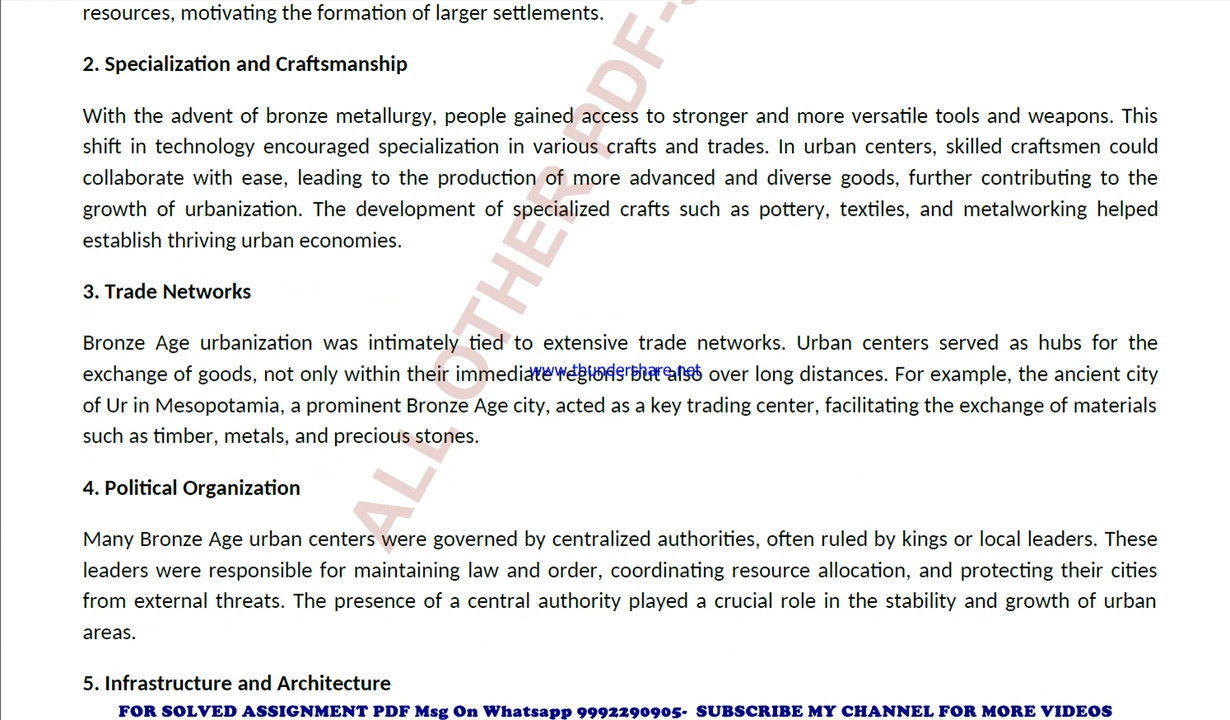 resources, motivating the formation of larger settlements.
2. Specialization and Craftsmanship
With the advent of bronze metallurgy, people gained access to stronger and more versatile tools and weapons. This
shift in technology encouraged specialization in various crafts and trades. In urban centers, skilled craftsmen could
collaborate with ease, leading to the production of more advanced and diverse goods, further contributing to the
growth of urbanization. The development of specialized crafts such as pottery, textiles, and metalworking helped
establish thriving urban economies.
3. Trade Networks
Bronze Age urbanization was intimately tied to extensive trade networks. Urban centers served as hubs for the
exchange of goods, not only within their immediate regions but also over long distances. For example, the ancient city
www.thundershare.net
of Ur in Mesopotamia, a prominent Bronze Age city, acted as a key trading center, facilitating the exchange of materials
such as timber, metals, and precious stones.
4. Political Organization
Many Bronze Age urban centers were governed by centralized authorities, often ruled by kings or local leaders. These
leaders were responsible for maintaining law and order, coordinating resource allocation, and protecting their cities
from external threats. The presence of a central authority played a crucial role in the stability and growth of urban
areas.
5. Infrastructure and Architecture
FOR SOLVED ASSIGNMENT PDF Msg On Whatsapp 9992290905- SUBSCRIBE MY CHANNEL FOR MORE VIDEOS
ALL OTHER PDF-